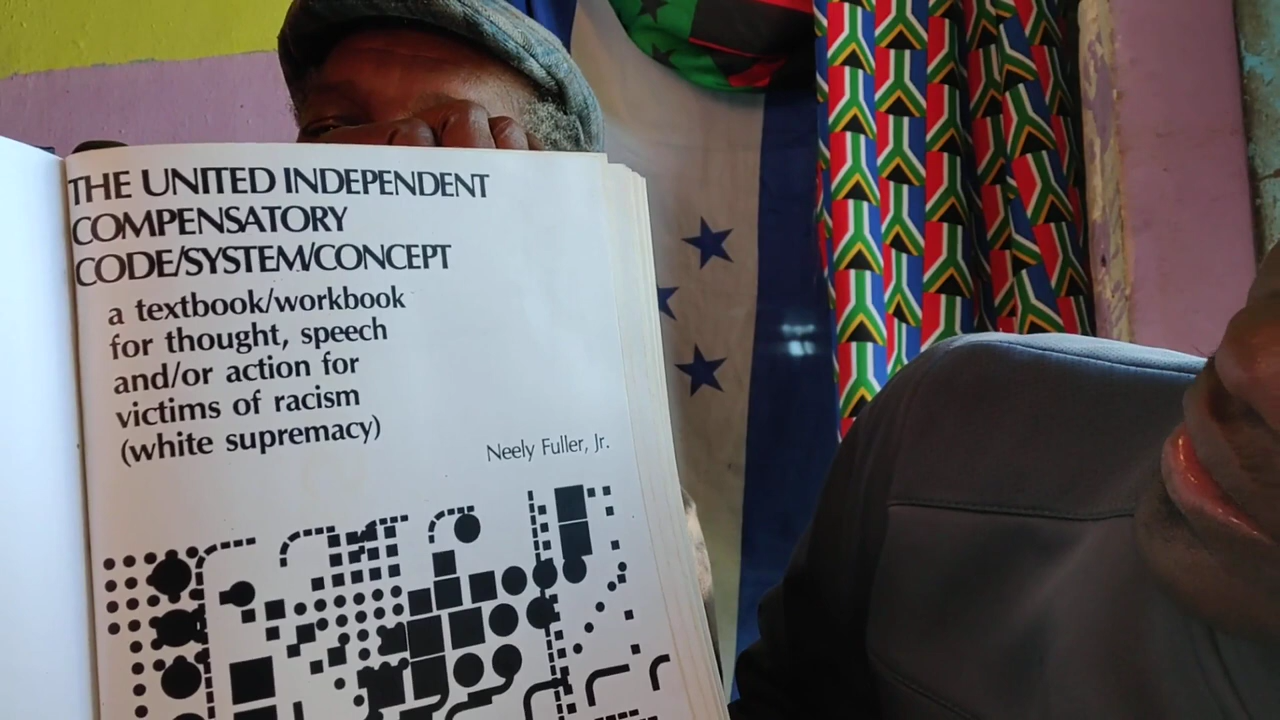 THE UNITED INDEPENDENT
COMPENSATORY
CODE/SYSTEM/CONCEPT
a textbook/workbook
for thought, speech
and/or action for
victims of racism
(white supremacy)
Neely Fuller, Jr.